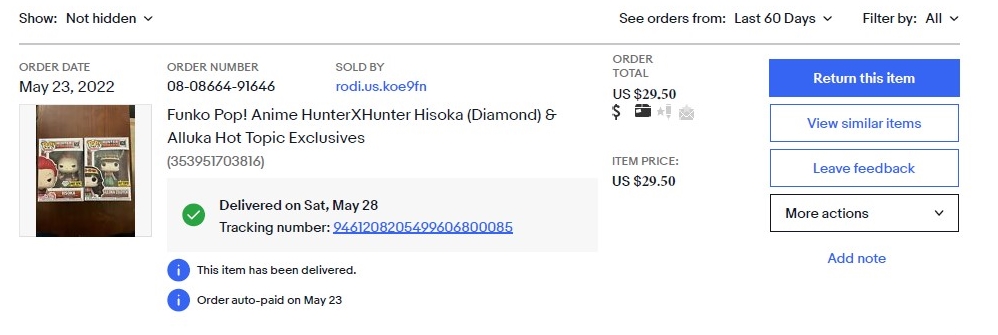 Show: Not hidden
See orders from: Last 60 Days
Filter by: All
ORDER DATE
May 23, 2022
ORDER NUMBER
08-08664-91646
SOLD BY
rodi.us.koe9fn
ORDER
TOTAL
US $29.50
Funko Pop! Anime HunterXHunter Hisoka (Diamond) &
Alluka Hot Topic Exclusives
(353951703816)
Delivered on Sat, May 28
Tracking number: 9461208205499606800085
This item has been delivered.
Order auto-paid on May 23
ITEM PRICE:
US $29.50
Return this item
View similar items
Leave feedback
More actions
Add note